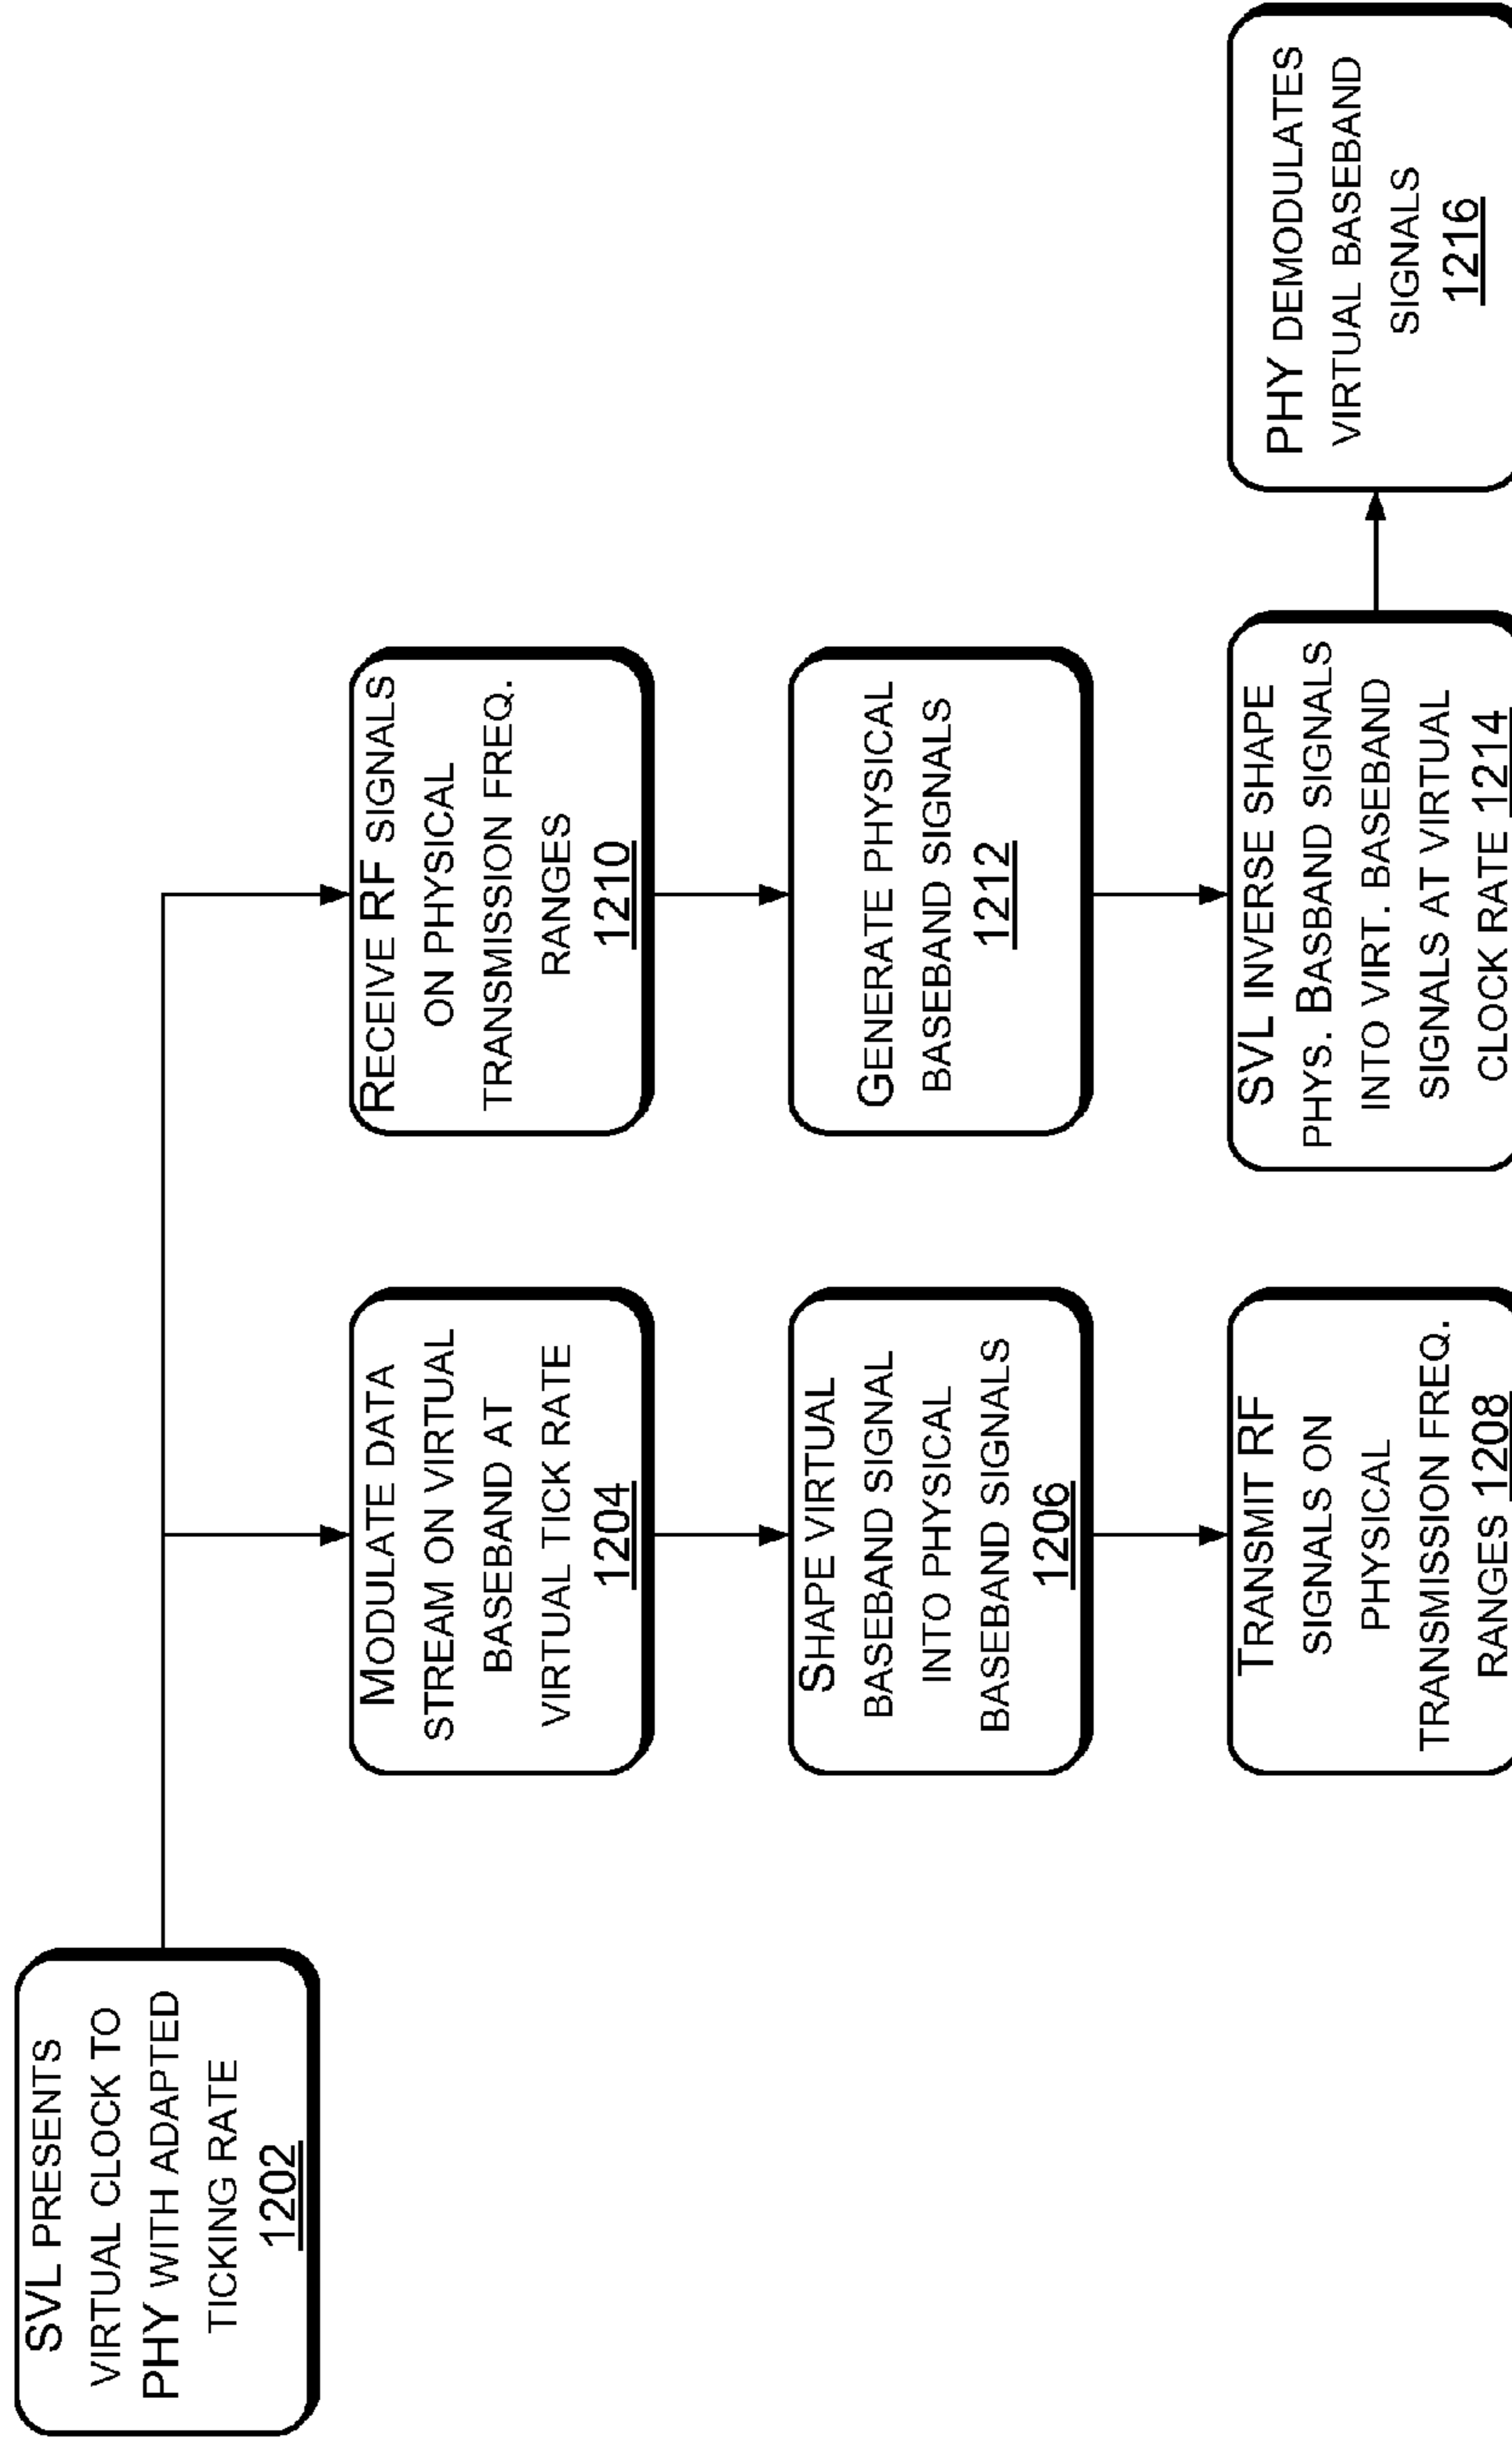 SVL PRESENTS
VIRTUAL CLOCK TO
PHY WITH ADAPTED
TICKING RATE
1202
MODULATE DATA
STREAM ON VIRTUAL
BASEBAND AT
VIRTUAL TICK RATE
1204
SHAPE VIRTUAL
BASEBAND SIGNAL
INTO PHYSICAL
BASEBAND SIGNALS
1206
TRANSMIT RF
SIGNALS ON
PHYSICAL
TRANSMISSION FREQ.
RANGES 1208
RECEIVE RF SIGNALS
ON PHYSICAL
TRANSMISSION FREQ.
RANGES
1210
GENERATE PHYSICAL
BASEBAND SIGNALS
1212
SVL INVERSE SHAPE
PHYS. BASBAND SIGNALS
INTO VIRT. BASEBAND
SIGNALS AT VIRTUAL
CLOCK RATE 1214
PHY DEMODULATES
VIRTUAL BASEBAND
SIGNALS
1216